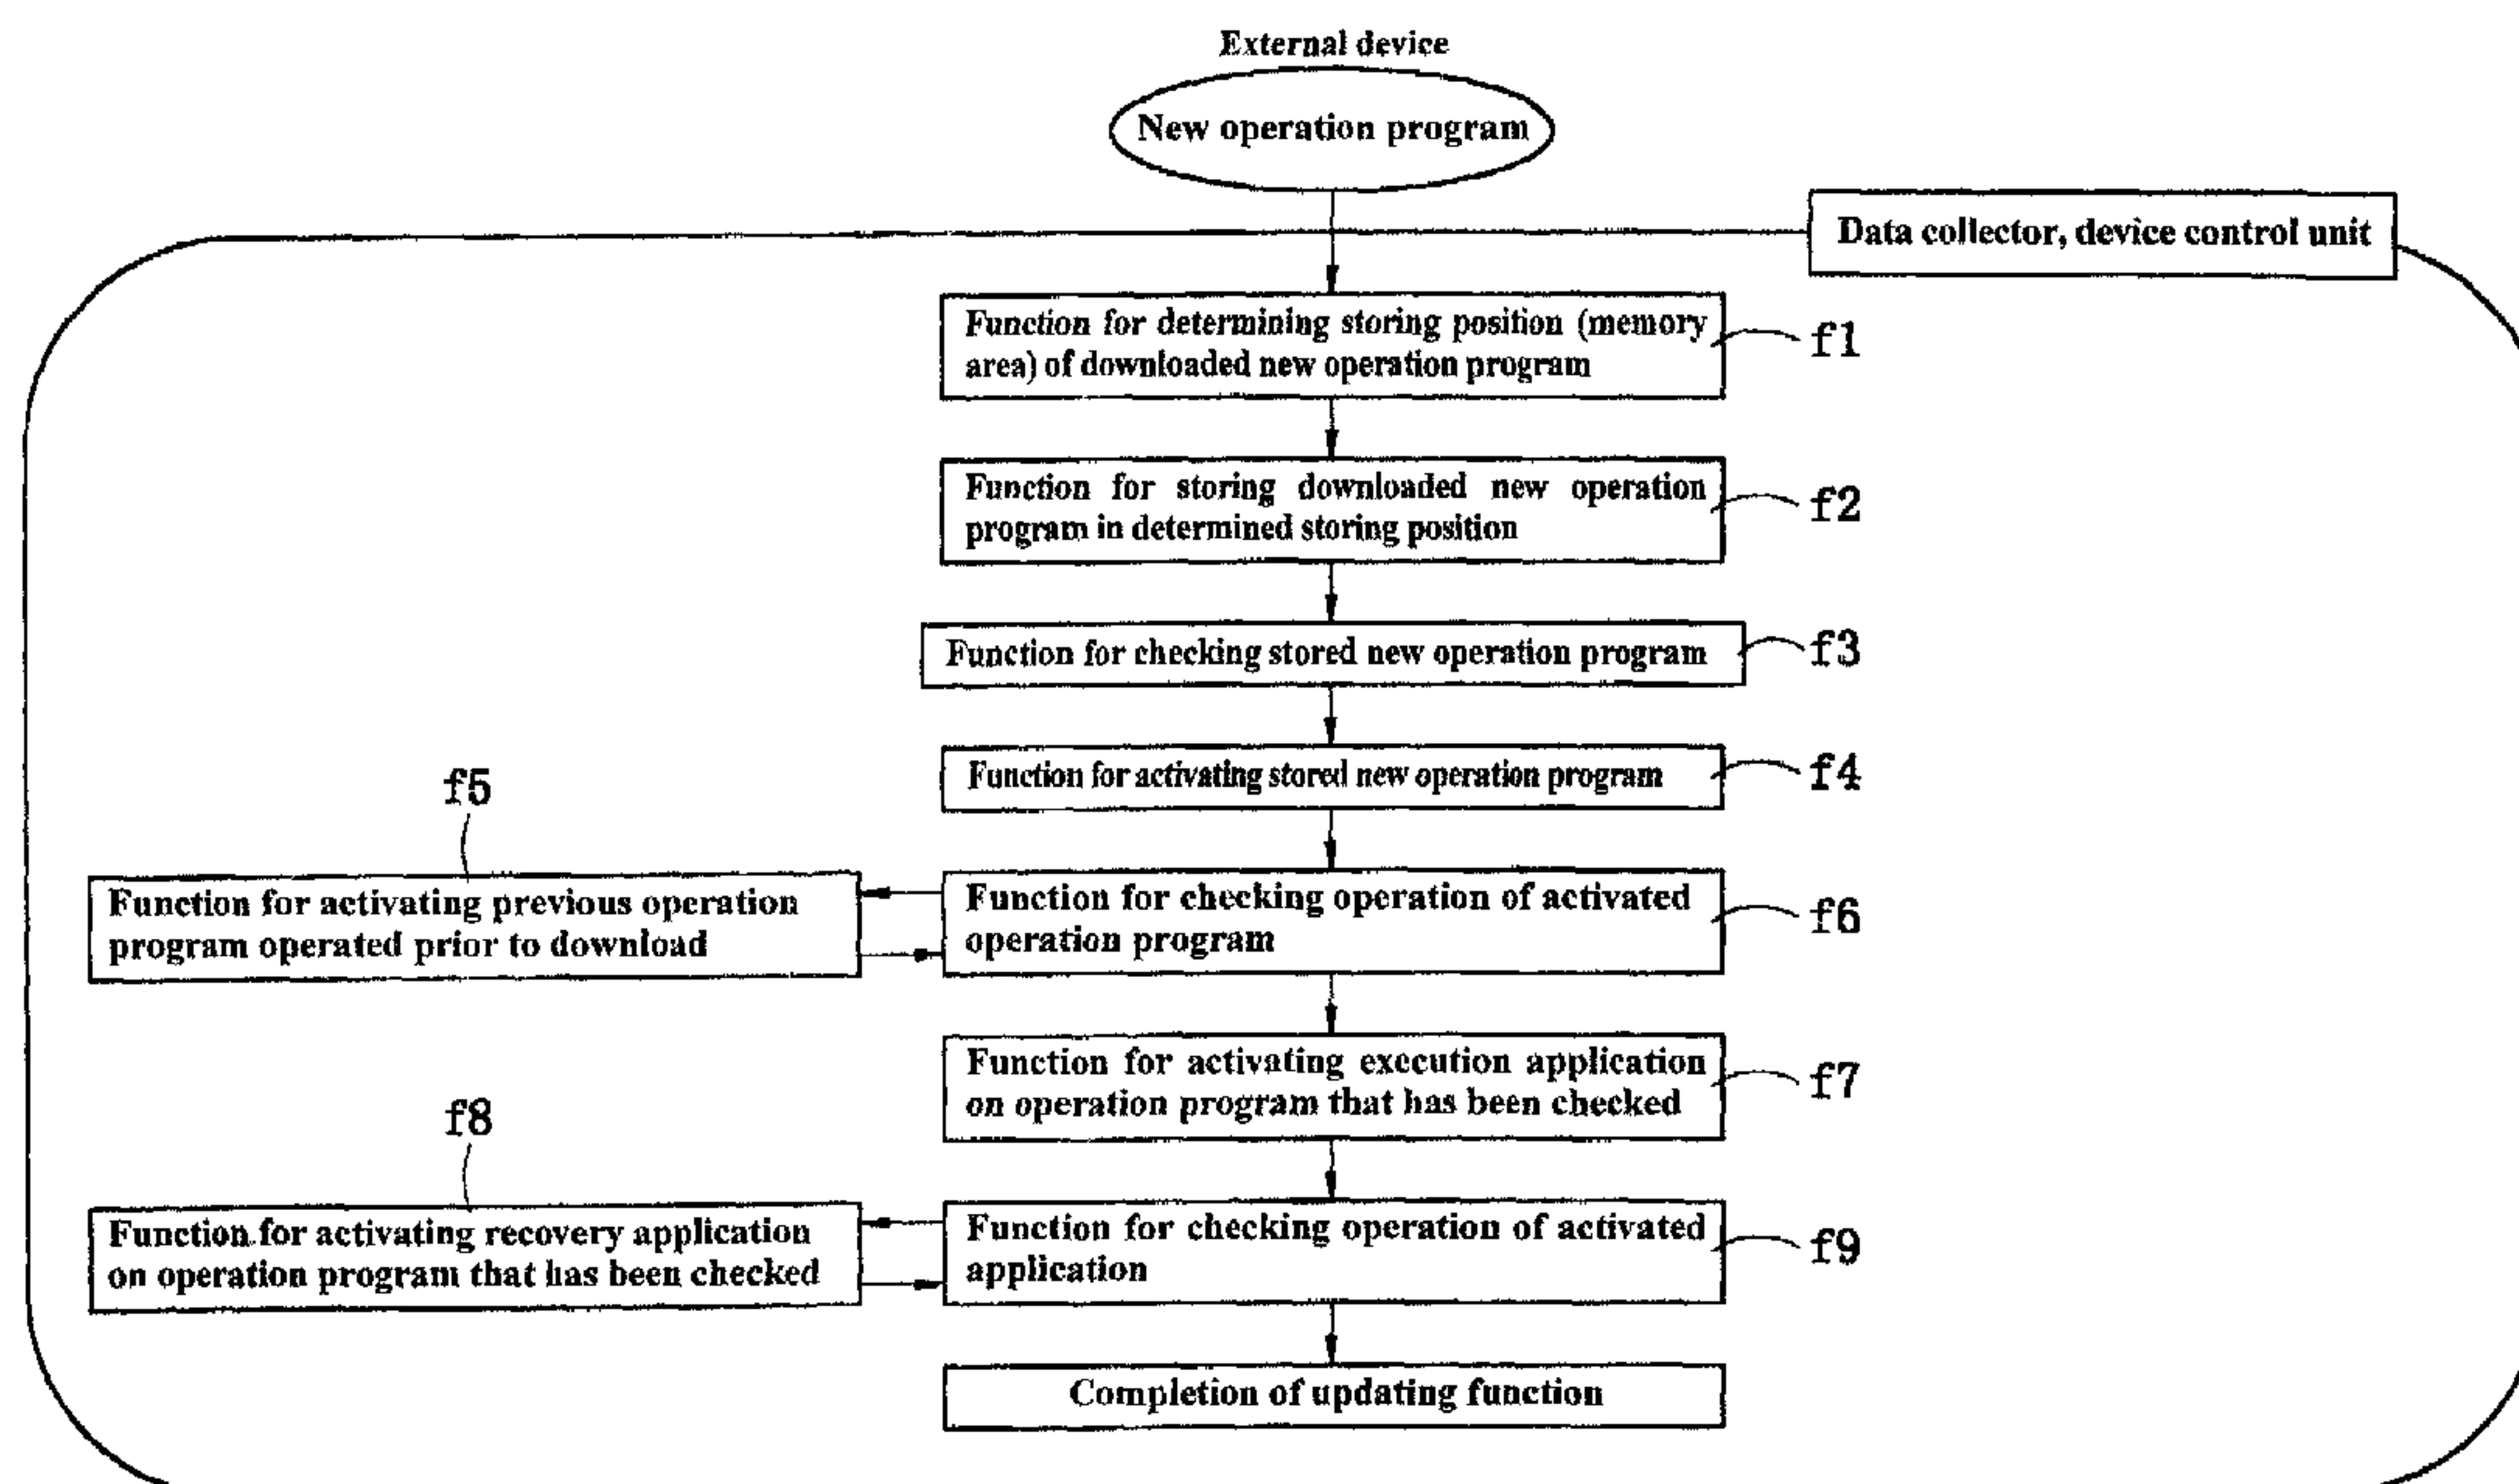 External device
New operation program
Data collector, device control unit
Function for determining storing position (memory
area) of downloaded new operation program
f1
Function for storing downloaded new operation
program in determined storing position
f2
Function for checking stored new operation program
f3
Function for activating stored new operation program
f4
f5
Function for activating previous operation
program operated prior to download
Function for checking operation of activated
operation program
f6
Function for activating execution application
on operation program that has been checked
f7
f8
Function for activating recovery application
on operation program that has been checked
Function for checking operation of activated
application
f9
Completion of updating function